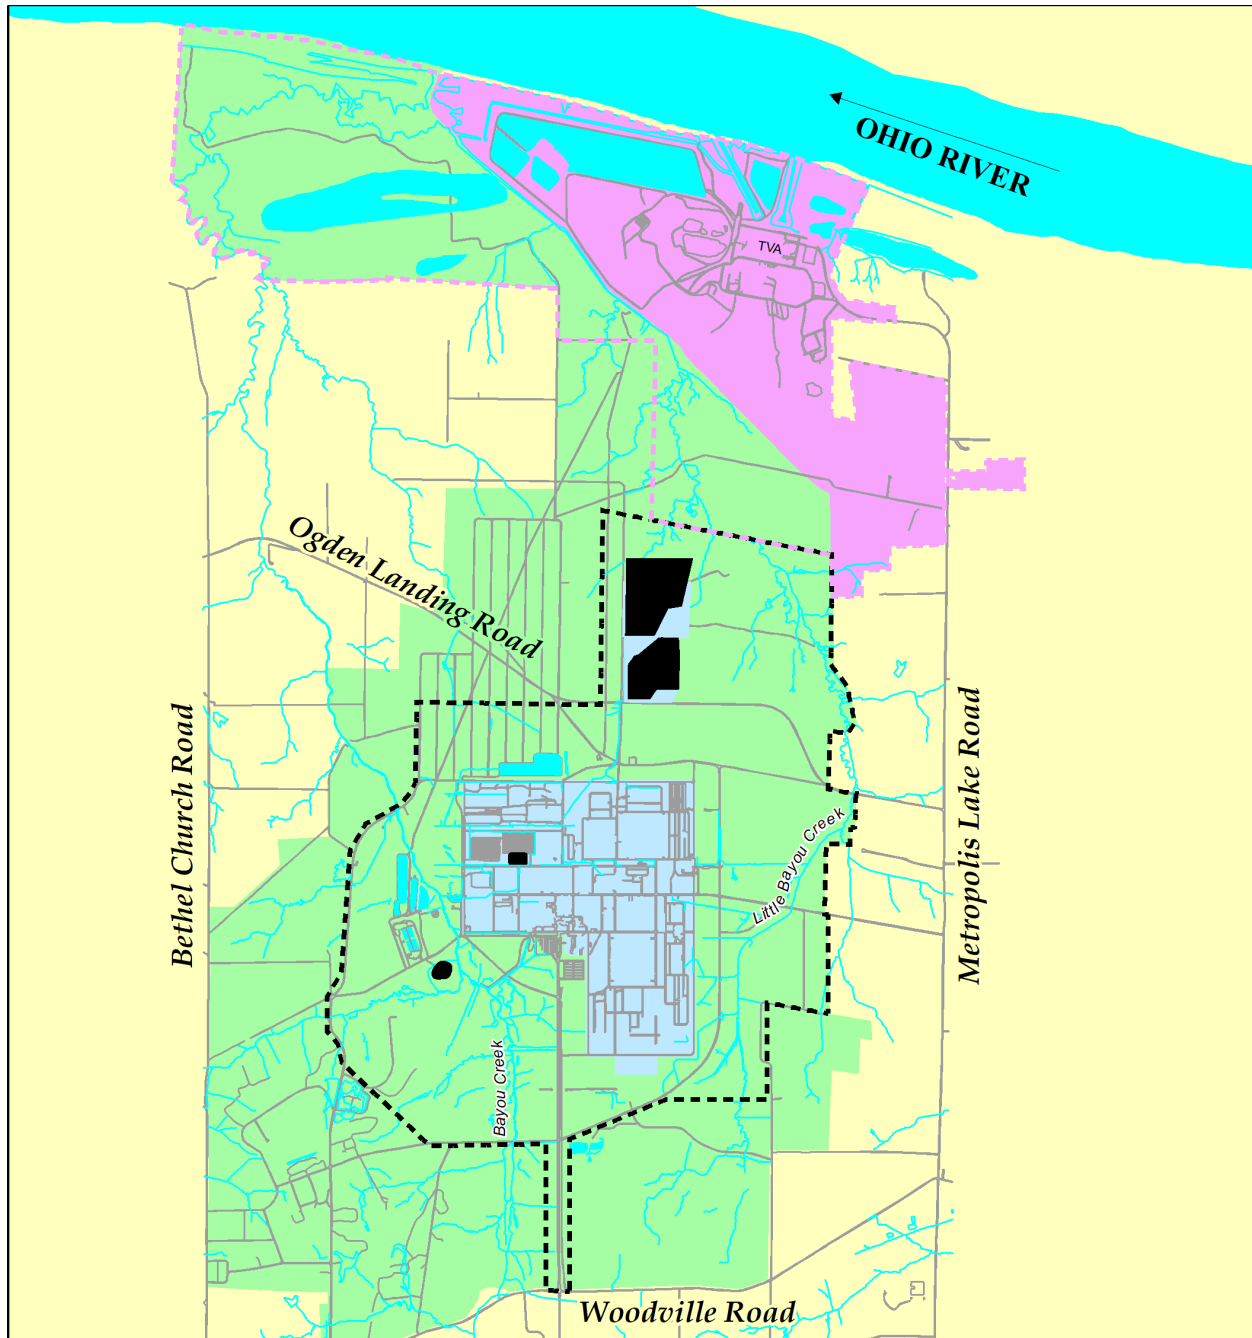 OHIO RIVER
TVA
Ogden Landing Road
Bethel Church Road
Metropolis Lake Road
Little Bayou Creek
Bayou Creek
Woodville Road